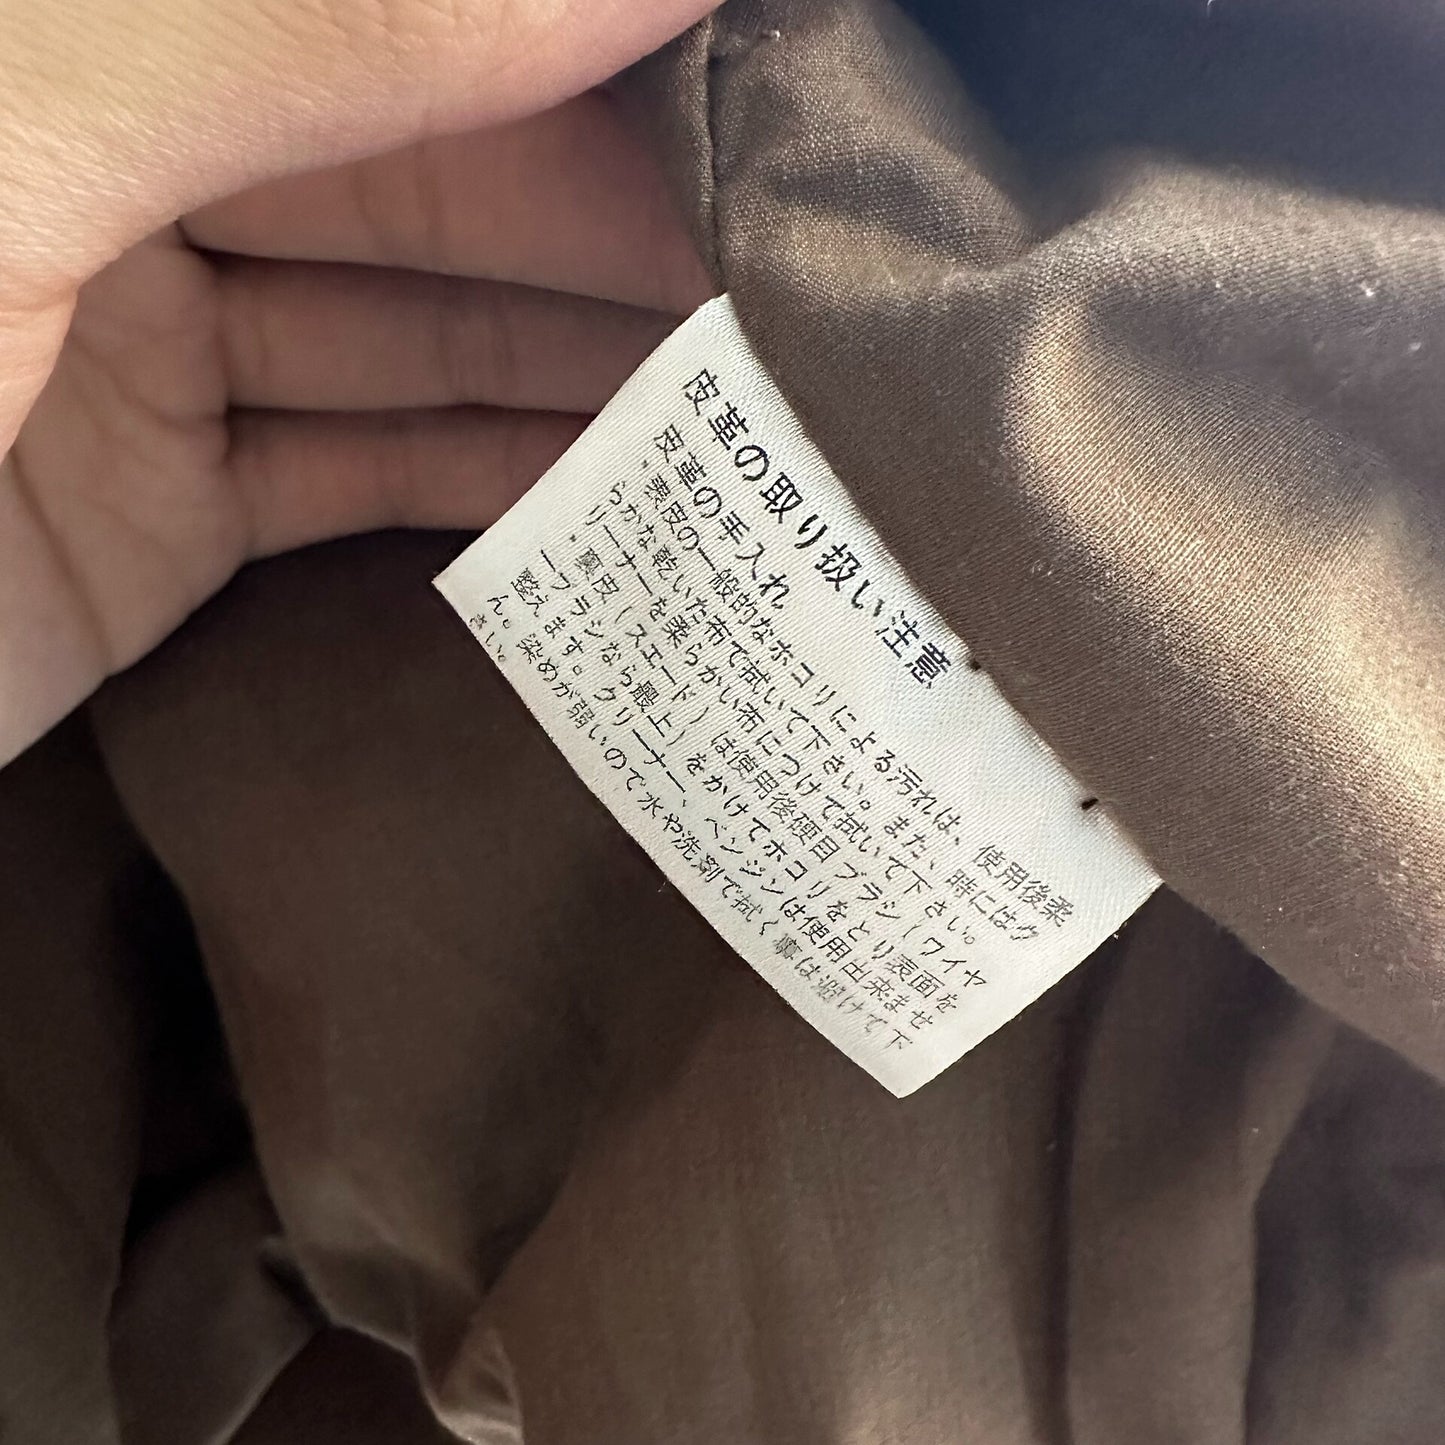 皮革の取り扱い注意
皮革の手入れ
・表皮の一般的なホコリによる汚れは、使用後柔
らかな乾いた布で拭いて下さい。また、時にはク
リーナーを柔らかい布につけて拭いて下さい。
・裏皮(スエード)は使用後硬目ブラシ(ワイヤ
ーブラシなら最上)をかけてホコリをとり表面を
整えます。クリーナー、ベンジンは使用出来ませ
ん。染めが弱いので水や洗剤で拭く事は避けて下
さい。